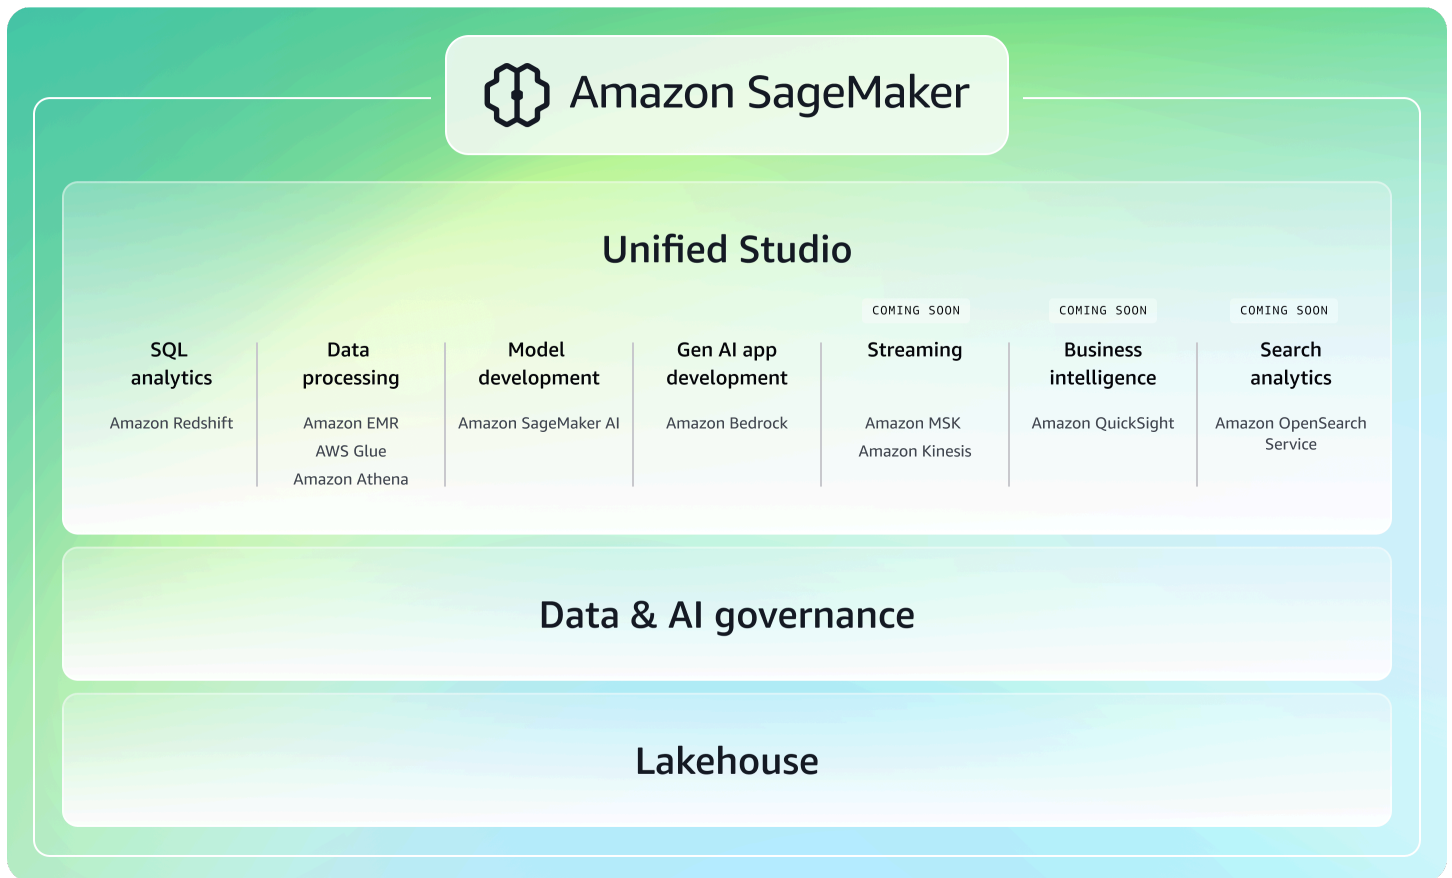 Amazon SageMaker
Unified Studio
SQL
analytics
Amazon Redshift
Data
processing
Amazon EMR
AWS Glue
Amazon Athena
Model
development
Amazon SageMaker AI
Gen AI app
development
Amazon Bedrock
COMING SOON
Streaming
Amazon MSK
Amazon Kinesis
COMING SOON
Business
intelligence
Amazon QuickSight
COMING SOON
Search
analytics
Amazon OpenSearch
Service
Data & AI governance
Lakehouse